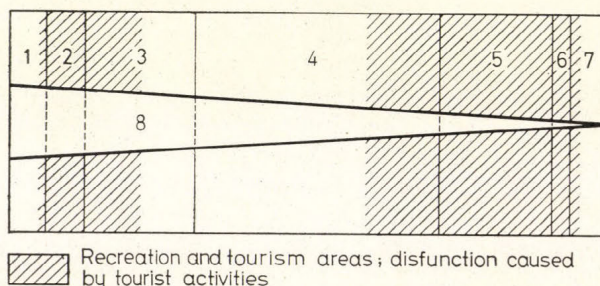 1 2 3 4 5 6 7
8
Recreation and tourism areas; disfunction caused
by tourist activities